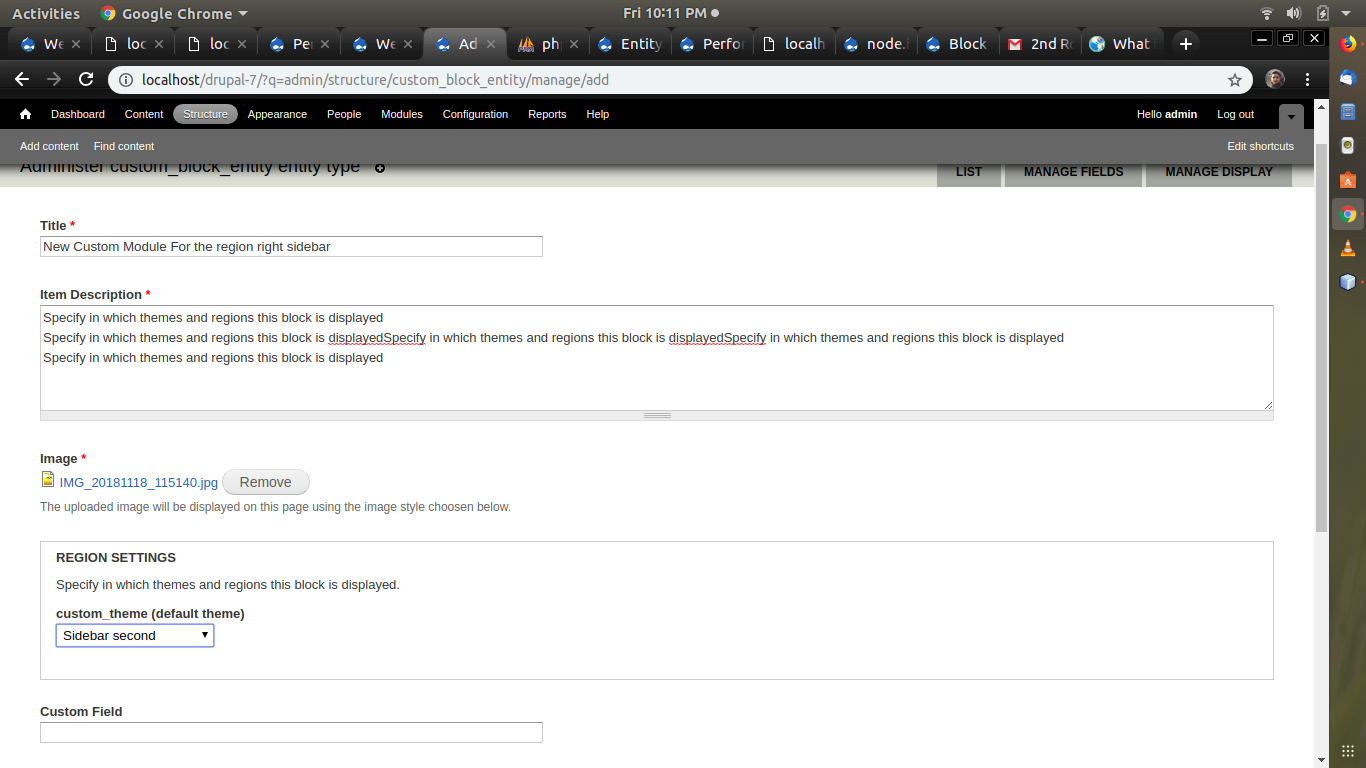 Activities Google Chrome Fri 10:11 PM
We loc loc Per We Ad ph Entity Perfo localh node.i Block 2nd Ro What
localhost/drupal-7/?q=admin/structure/custom_block_entity/manage/add
Dashboard Content Structure Appearance People Modules Configuration Reports Help Hello admin Log out
Add content Find content Edit shortcuts
Administer custom_block_entity entity type LIST MANAGE FIELDS MANAGE DISPLAY
Title *
New Custom Module For the region right sidebar
Item Description *
Specify in which themes and regions this block is displayed
Specify in which themes and regions this block is displayedSpecify in which themes and regions this block is displayedSpecify in which themes and regions this block is displayed
Specify in which themes and regions this block is displayed
Image *
IMG_20181118_115140.jpg Remove
The uploaded image will be displayed on this page using the image style choosen below.
REGION SETTINGS
Specify in which themes and regions this block is displayed.
custom_theme (default theme)
Sidebar second
Custom Field